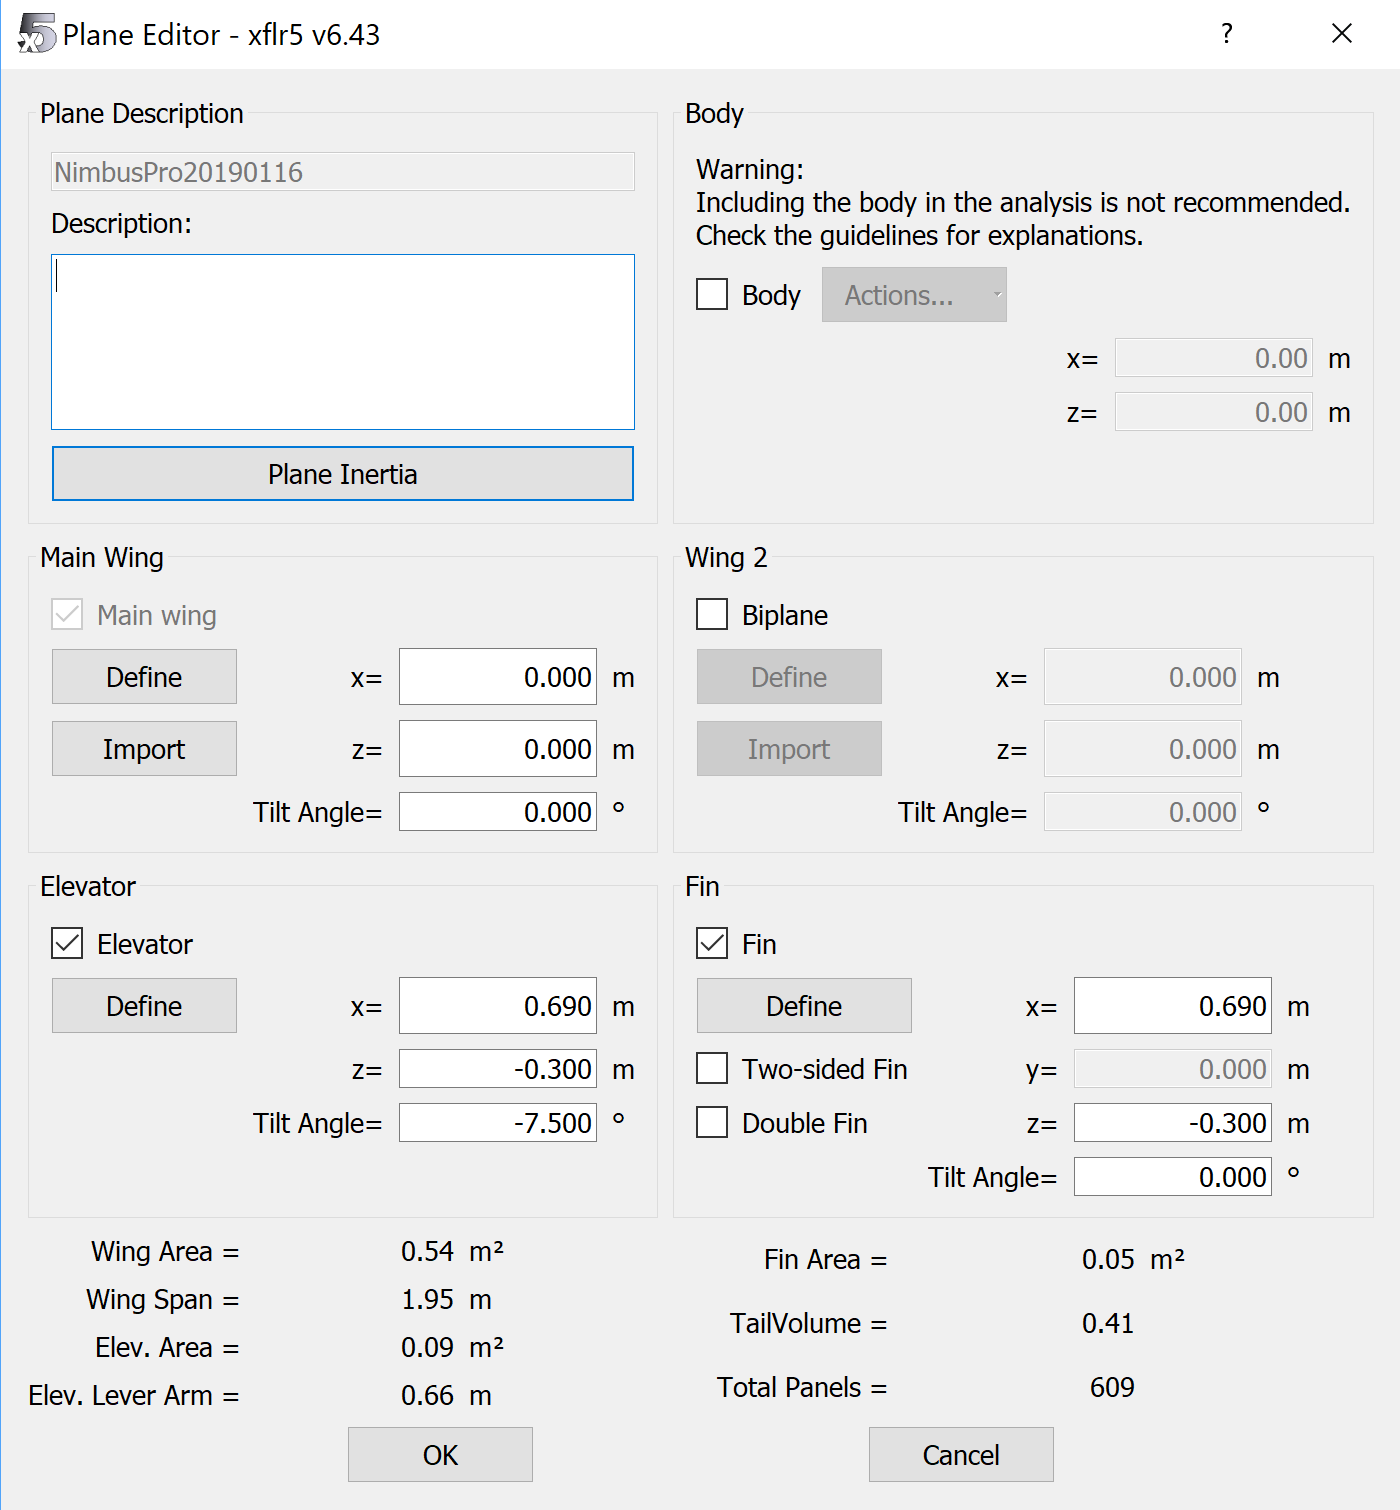 Plane Editor - xflr5 v6.43
?
Plane Description
NimbusPro20190116
Description:
Plane Inertia
Body
Warning:
Including the body in the analysis is not recommended.
Check the guidelines for explanations.
Body Actions...
x= 0.00 m
z= 0.00 m
Main Wing
Main wing
Define x= 0.000 m
Import z= 0.000 m
Tilt Angle= 0.000 °
Wing 2
Biplane
Define x= 0.000 m
Import z= 0.000 m
Tilt Angle= 0.000 °
Elevator
Elevator
Define x= 0.690 m
z= -0.300 m
Tilt Angle= -7.500 °
Fin
Fin
Define x= 0.690 m
Two-sided Fin y= 0.000 m
Double Fin z= -0.300 m
Tilt Angle= 0.000 °
Wing Area = 0.54 m²
Wing Span = 1.95 m
Elev. Area = 0.09 m²
Elev. Lever Arm = 0.66 m
Fin Area = 0.05 m²
TailVolume = 0.41
Total Panels = 609
OK Cancel